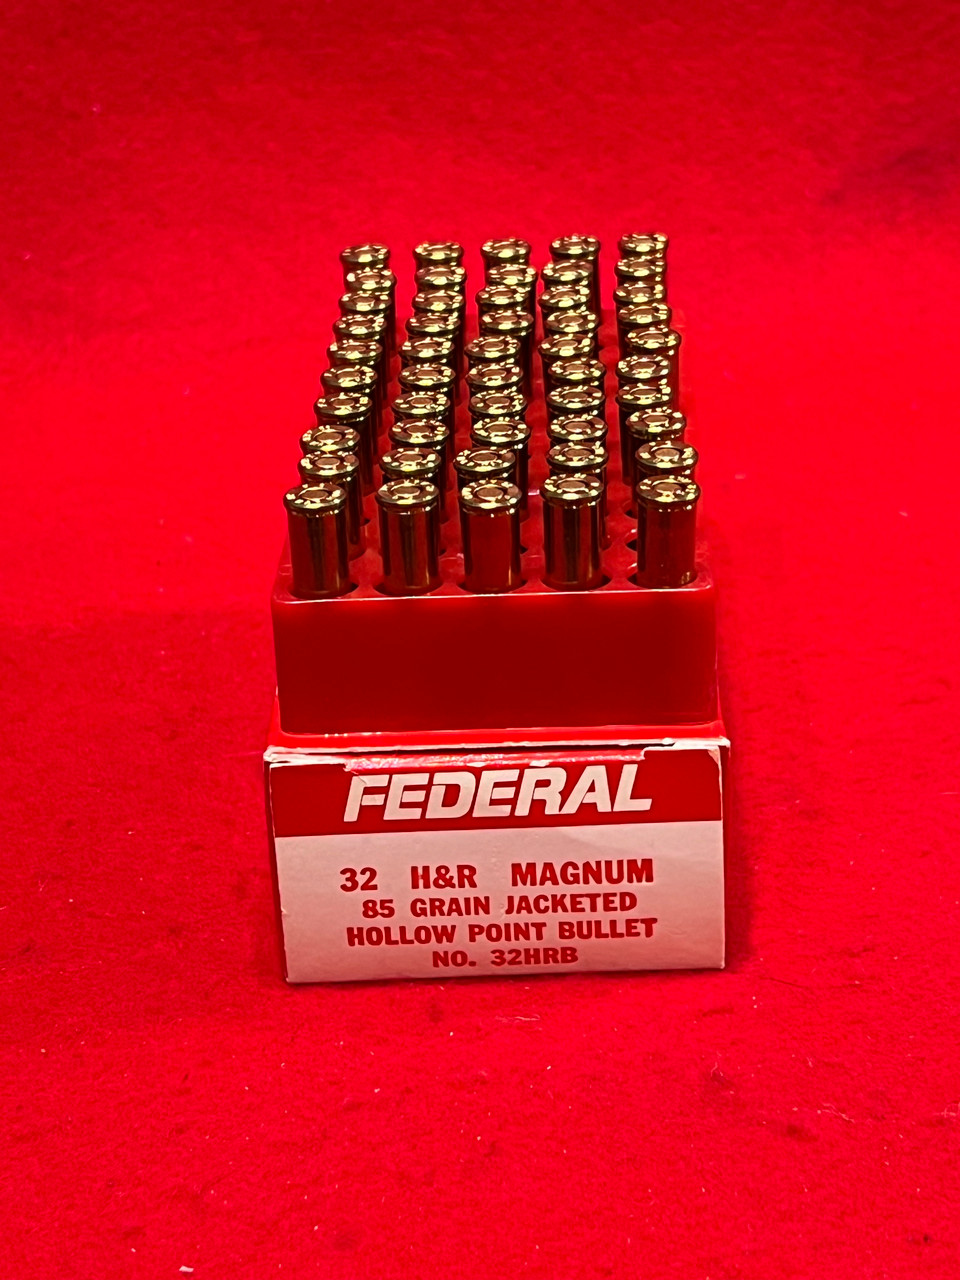 FEDERAL
32 H&R MAGNUM
85 GRAIN JACKETED
HOLLOW POINT BULLET
NO. 32HRB